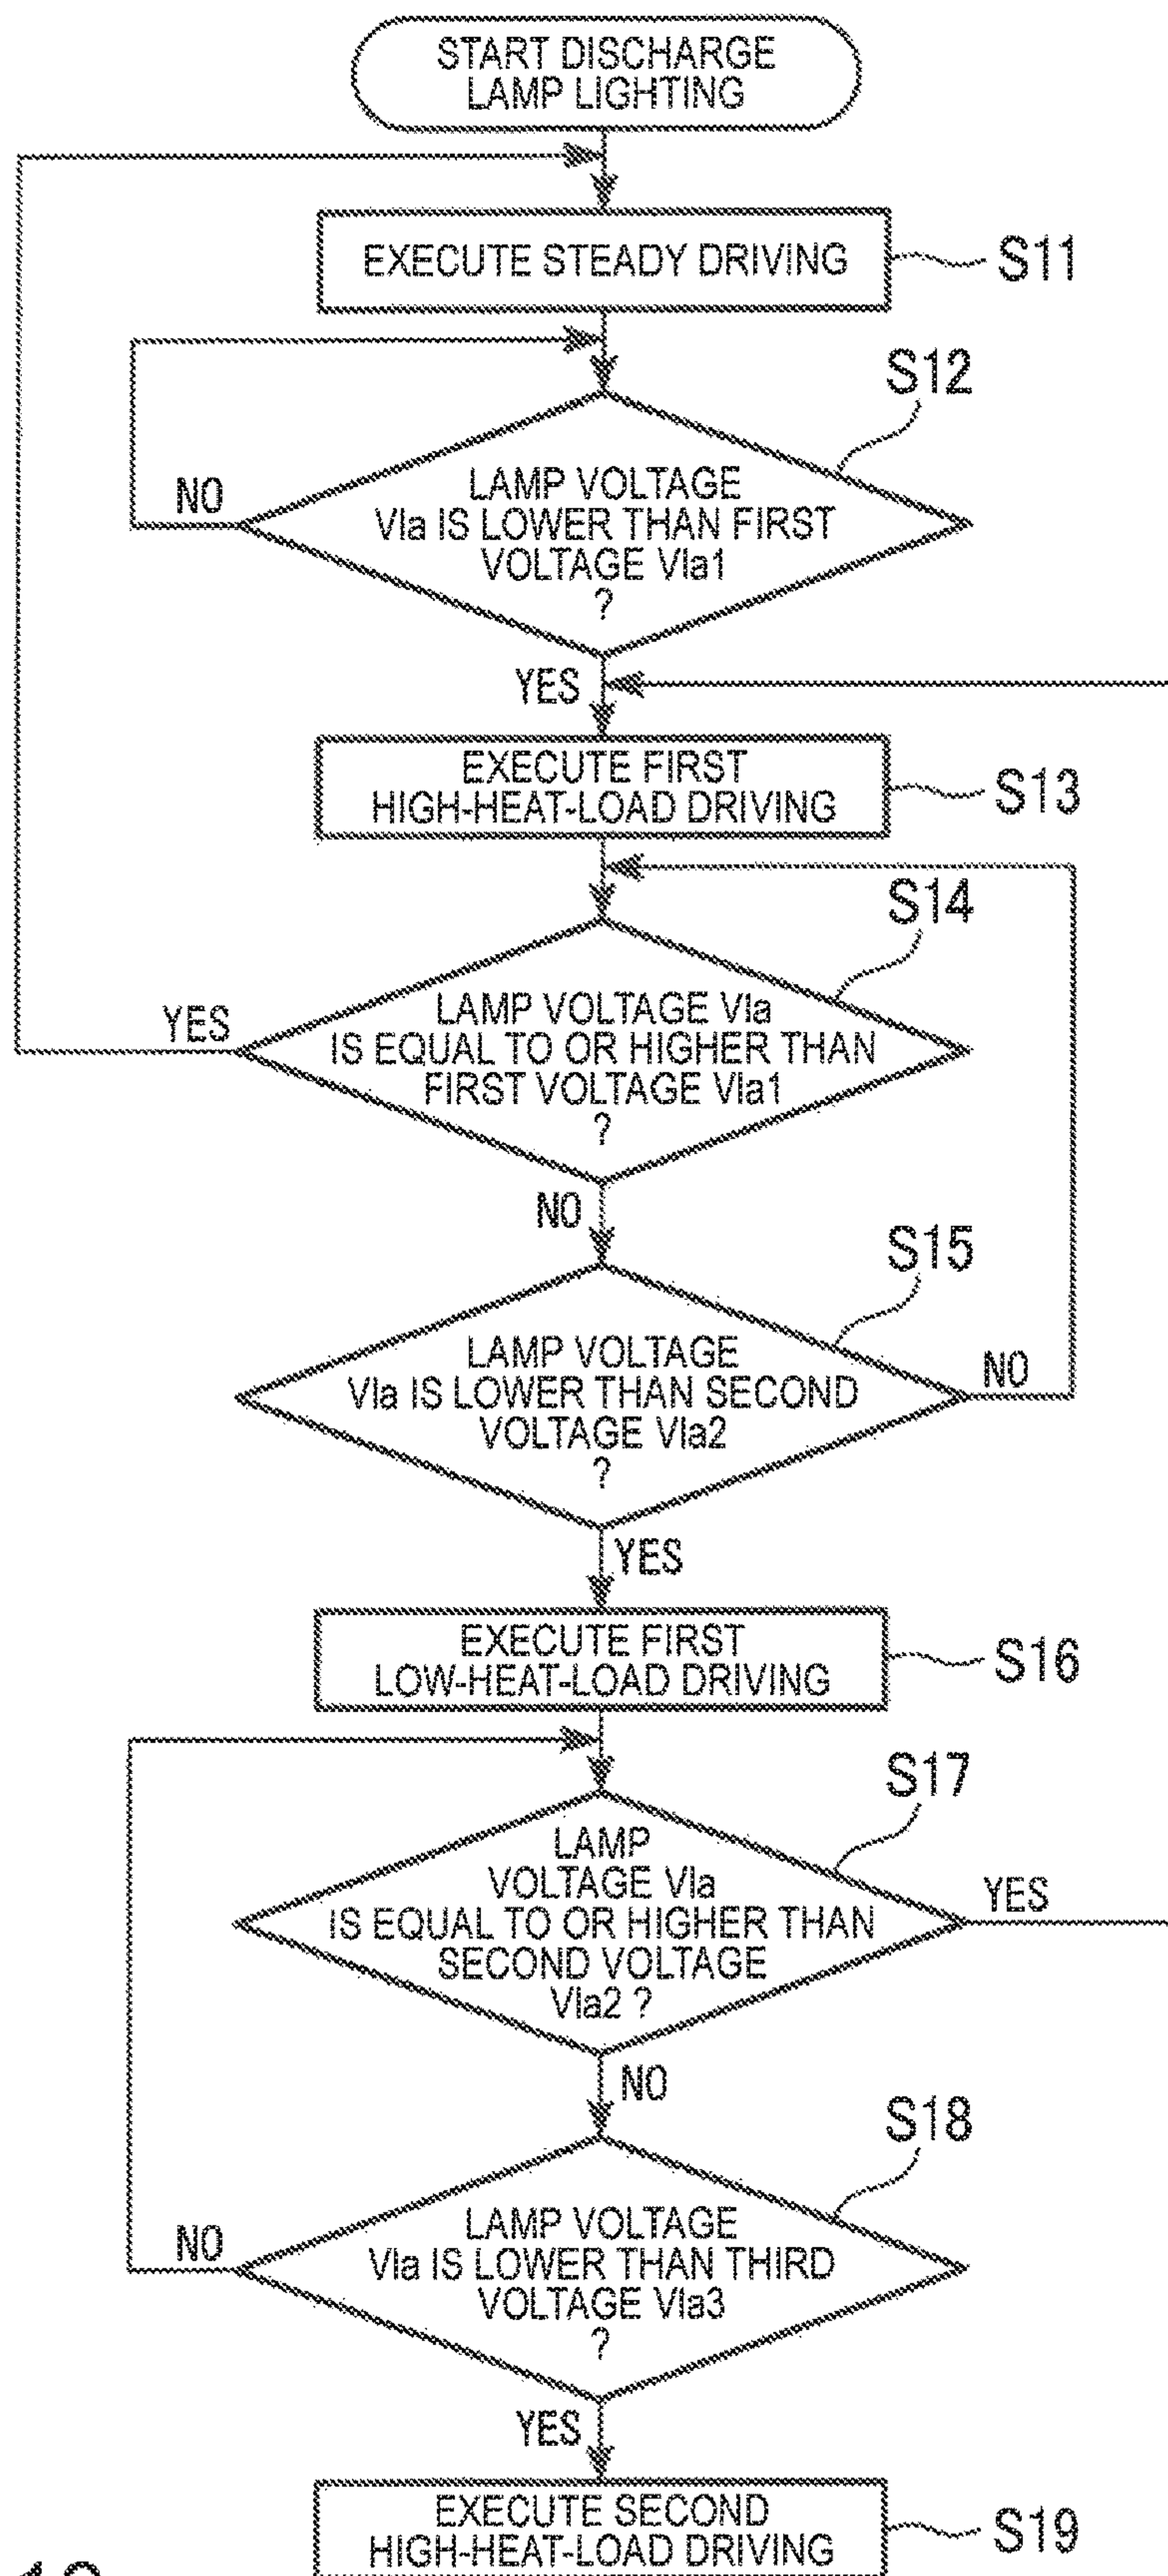 START DISCHARGE
LAMP LIGHTING
EXECUTE STEADY DRIVING
S11
S12
LAMP VOLTAGE
Vla IS LOWER THAN FIRST
VOLTAGE Vla1
?
NO
YES
EXECUTE FIRST
HIGH-HEAT-LOAD DRIVING
S13
S14
LAMP VOLTAGE Vla
IS EQUAL TO OR HIGHER THAN
FIRST VOLTAGE Vla1
?
YES
NO
S15
LAMP VOLTAGE
Vla IS LOWER THAN SECOND
VOLTAGE Vla2
?
NO
YES
EXECUTE FIRST
LOW-HEAT-LOAD DRIVING
S16
S17
LAMP
VOLTAGE Vla
IS EQUAL TO OR HIGHER THAN
SECOND VOLTAGE
Vla2 ?
YES
NO
S18
LAMP VOLTAGE
Vla IS LOWER THAN THIRD
VOLTAGE Vla3
?
NO
YES
EXECUTE SECOND
HIGH-HEAT-LOAD DRIVING
S19